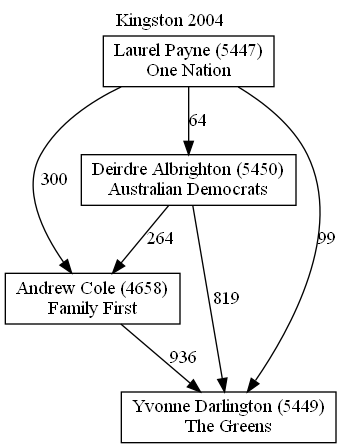 Kingston 2004
Laurel Payne (5447)
One Nation
64
Deirdre Albrighton (5450)
Australian Democrats
300
264
99
819
Andrew Cole (4658)
Family First
936
Yvonne Darlington (5449)
The Greens